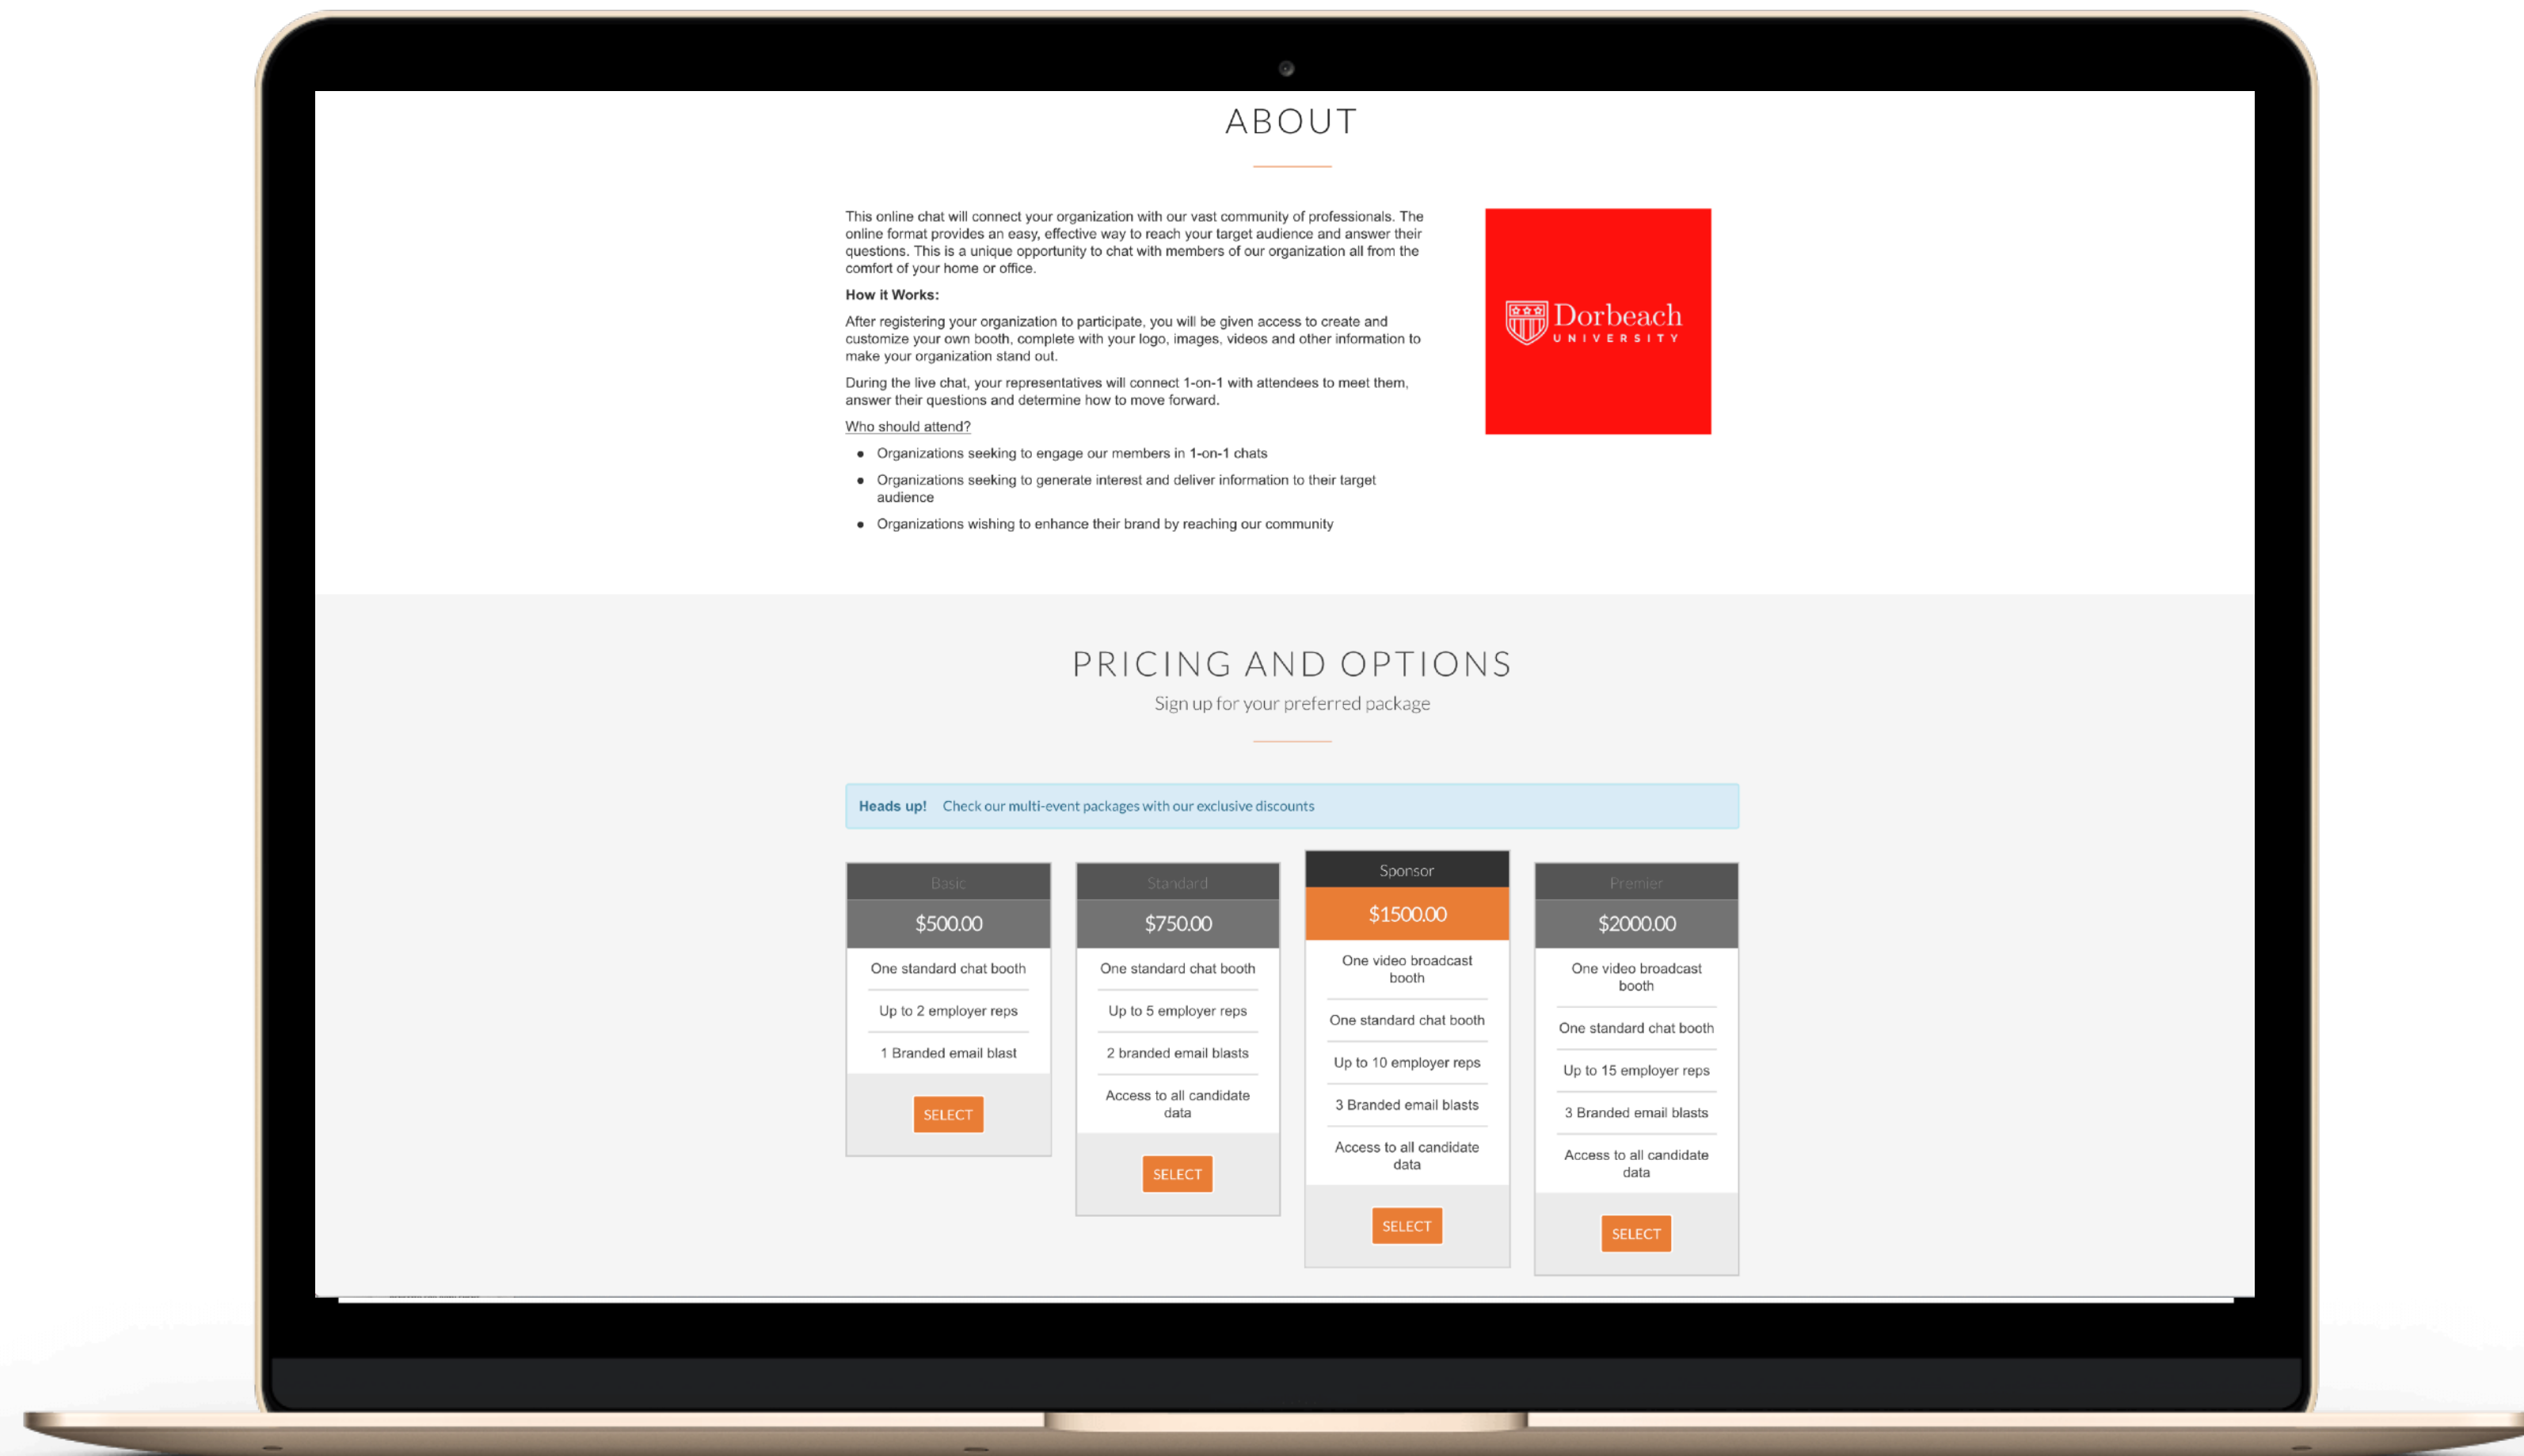 ABOUT
This online chat will connect your organization with our vast community of professionals. The
online format provides an easy, effective way to reach your target audience and answer their
questions. This is a unique opportunity to chat with members of our organization all from the
comfort of your home or office.
How it Works:
After registering your organization to participate, you will be given access to create and
customize your own booth, complete with your logo, images, videos and other information to
make your organization stand out.
During the live chat, your representatives will connect 1-on-1 with attendees to meet them,
answer their questions and determine how to move forward.
Who should attend?
● Organizations seeking to engage our members in 1-on-1 chats
● Organizations seeking to generate interest and deliver information to their target
audience
● Organizations wishing to enhance their brand by reaching our community
Dorbeach
UNIVERSITY
PRICING AND OPTIONS
Sign up for your preferred package
Heads up! Check our multi-event packages with our exclusive discounts
Basic
$500.00
One standard chat booth
Up to 2 employer reps
1 Branded email blast
SELECT
Standard
$750.00
One standard chat booth
Up to 5 employer reps
2 branded email blasts
Access to all candidate
data
SELECT
Sponsor
$1500.00
One video broadcast
booth
One standard chat booth
Up to 10 employer reps
3 Branded email blasts
Access to all candidate
data
SELECT
Premier
$2000.00
One video broadcast
booth
One standard chat booth
Up to 15 employer reps
3 Branded email blasts
Access to all candidate
data
SELECT